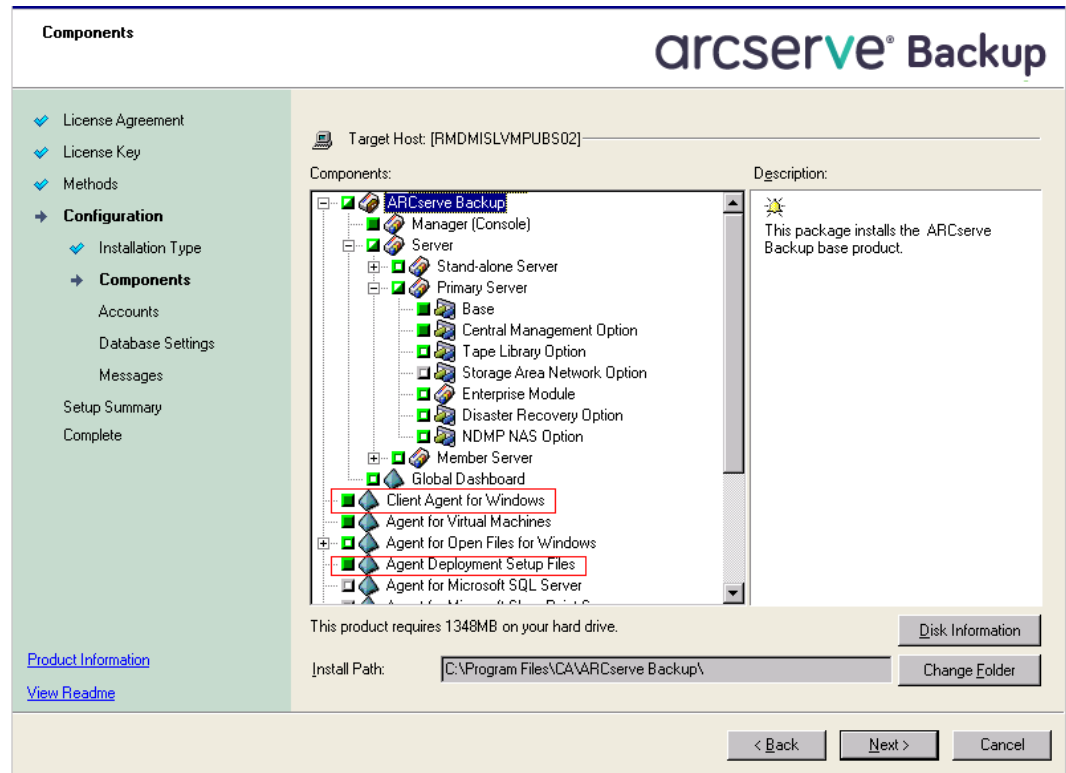 Components
arcserve® Backup
License Agreement
License Key
Methods
Configuration
Installation Type
Components
Accounts
Database Settings
Messages
Setup Summary
Complete
Product Information
View Readme
Target Host: [RMDMISLVMPUBS02]
Components:
ARCserve Backup
Manager (Console)
Server
Stand-alone Server
Primary Server
Base
Central Management Option
Tape Library Option
Storage Area Network Option
Enterprise Module
Disaster Recovery Option
NDMP NAS Option
Member Server
Global Dashboard
Client Agent for Windows
Agent for Virtual Machines
Agent for Open Files for Windows
Agent Deployment Setup Files
Agent for Microsoft SQL Server
Description:
This package installs the ARCserve
Backup base product.
This product requires 1348MB on your hard drive.
Disk Information
Install Path:
C:\Program Files\CA\ARCserve Backup\
Change Folder
< Back
Next >
Cancel